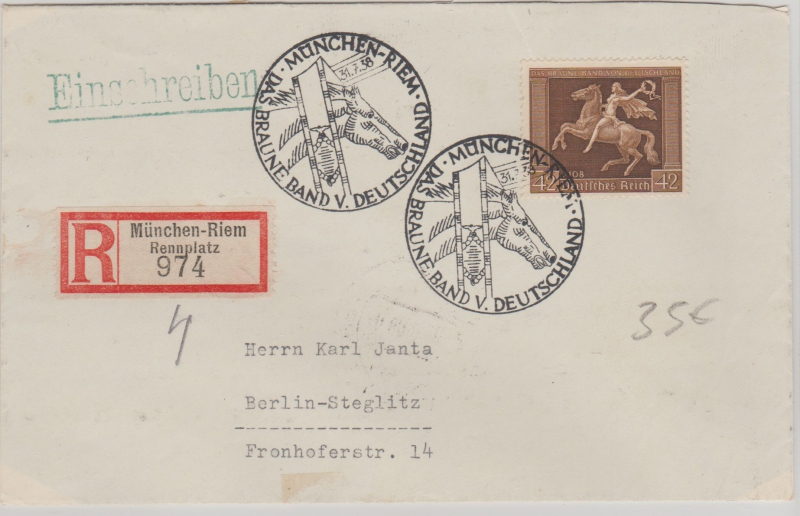 Einschreiben
· MÜNCHEN-RIEM ·
31.7.38
DAS BRAUNE BAND V. DEUTSCHLAND
· MÜNCHEN-RIEM ·
31.7.38
DAS BRAUNE BAND V. DEUTSCHLAND
DAS BRAUNE BAND VON DEUTSCHLAND
+108
42 Deutsches Reich 42
R
München-Riem
Rennplatz
974
4
35€
Herrn Karl Janta
Berlin-Steglitz
Fronhoferstr. 14